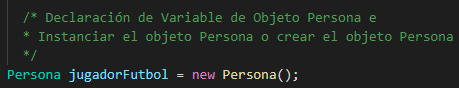 /* Declaración de Variable de Objeto Persona e
* Instanciar el objeto Persona o crear el objeto Persona
*/
Persona jugadorFutbol = new Persona();